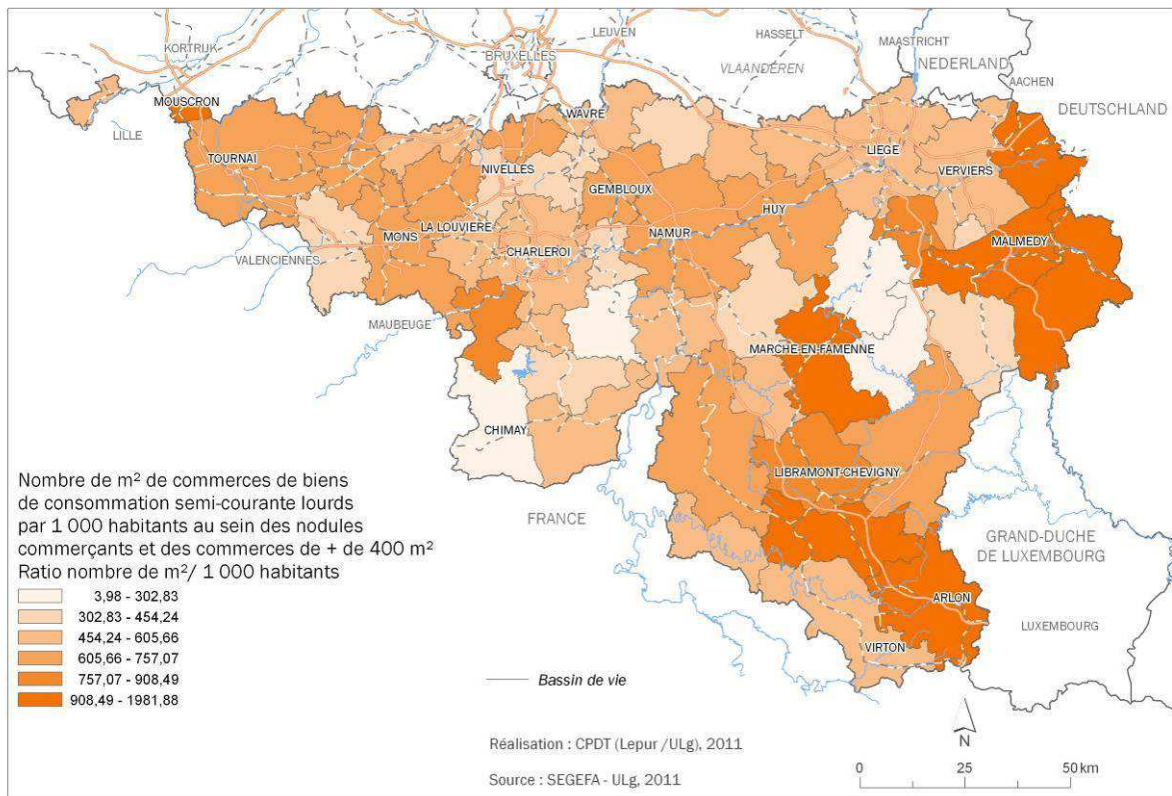 KORTRIJK
LEUVEN
HASSELT
MAASTRICHT
BRUXELLES
VLAANDEREN
NEDERLAND
AACHEN
DEUTSCHLAND
MOUSCRON
LILLE
WAVRE
TOURNAI
LIEGE
NIVELLES
VERVIERS
GEMBLOUX
HUY
LA LOUVIERE
MONS
NAMUR
MALMEDY
CHARLEROI
VALENCIENNES
MAUBEUGE
MARCHE-EN-FAMENNE
CHIMAY
LIBRAMONT-CHEVIGNY
FRANCE
GRAND-DUCHE
DE LUXEMBOURG
ARLON
LUXEMBOURG
VIRTON
Nombre de m² de commerces de biens
de consommation semi-courante lourds
par 1 000 habitants au sein des nodules
commerçants et des commerces de + de 400 m²
Ratio nombre de m²/ 1 000 habitants
3,98 - 302,83
302,83 - 454,24
454,24 - 605,66
605,66 - 757,07
757,07 - 908,49
908,49 - 1981,88
Bassin de vie
Réalisation : CPDT (Lepur /ULg), 2011
Source : SEGEFA - ULg, 2011
N
0 25 50 km